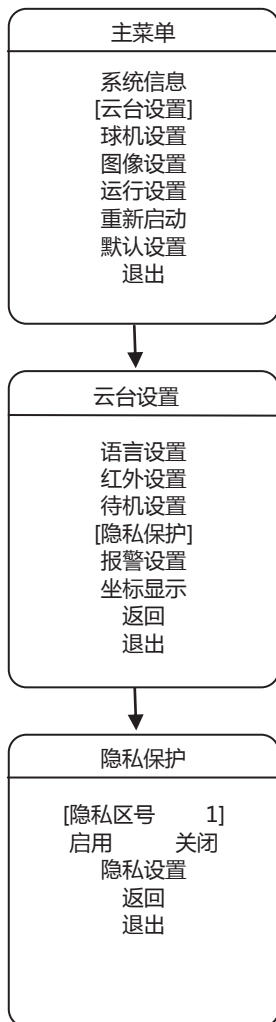 主菜单
系统信息
[云台设置]
球机设置
图像设置
运行设置
重新启动
默认设置
退出
云台设置
语言设置
红外设置
待机设置
[隐私保护]
报警设置
坐标显示
返回
退出
隐私保护
[隐私区号 1]
启用 关闭
隐私设置
返回
退出